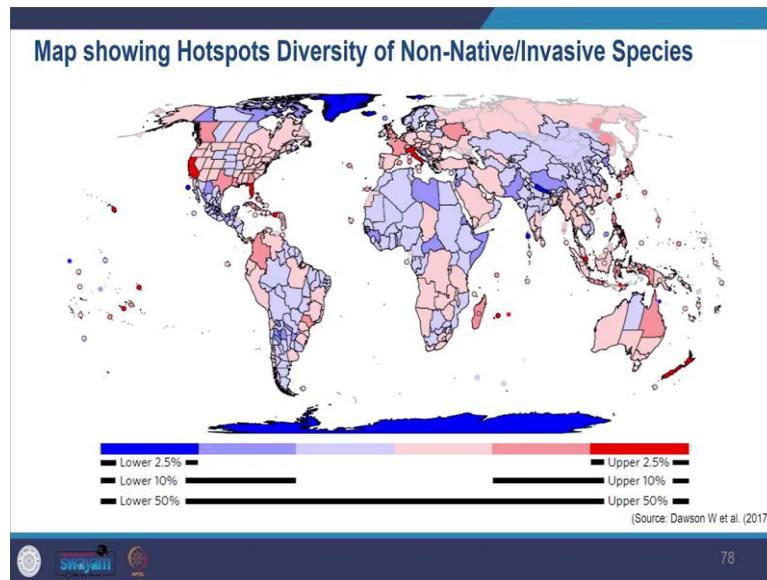 Map showing Hotspots Diversity of Non-Native/Invasive Species
Lower 2.5% Upper 2.5%
Lower 10% Upper 10%
Lower 50% Upper 50%
(Source: Dawson W et al. (2017
swayam
78